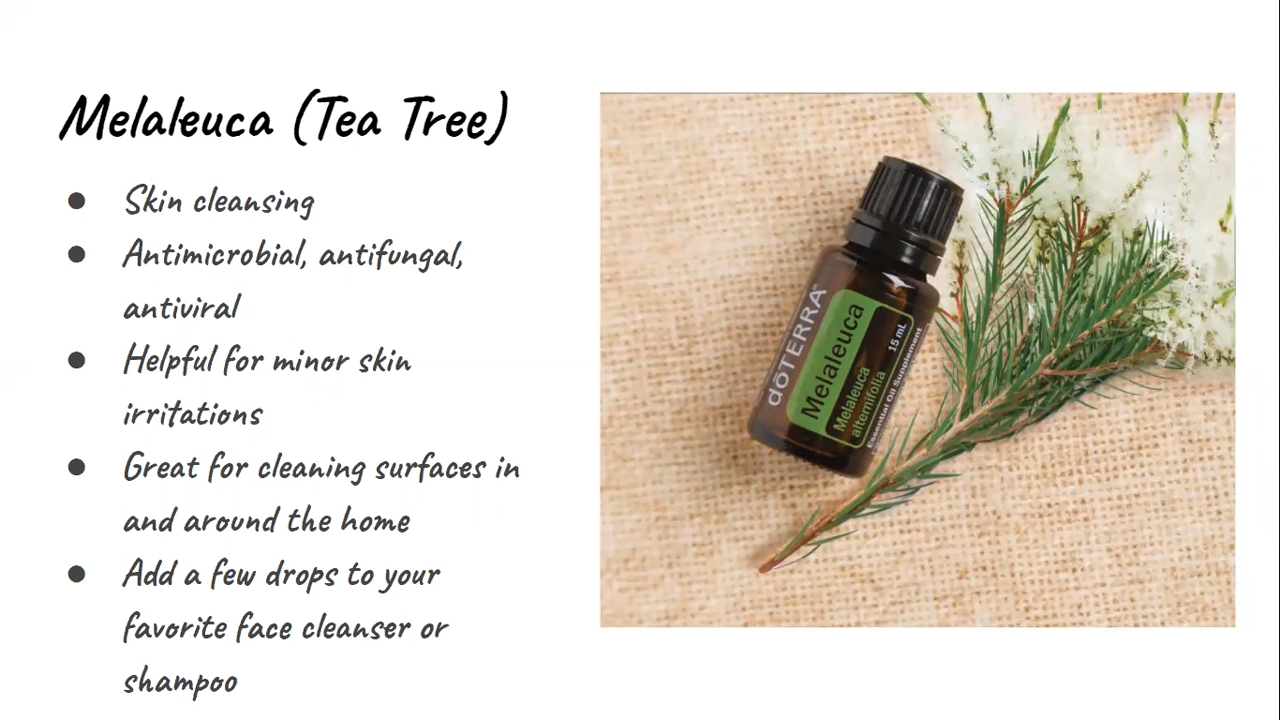 Melaleuca (Tea Tree)
● Skin cleansing
● Antimicrobial, antifungal,
antiviral
● Helpful for minor skin
irritations
● Great for cleaning surfaces in
and around the home
● Add a few drops to your
favorite face cleanser or
shampoo
dōTERRA™
Melaleuca
Melaleuca
alternifolia
15 mL
Essential Oil Supplement